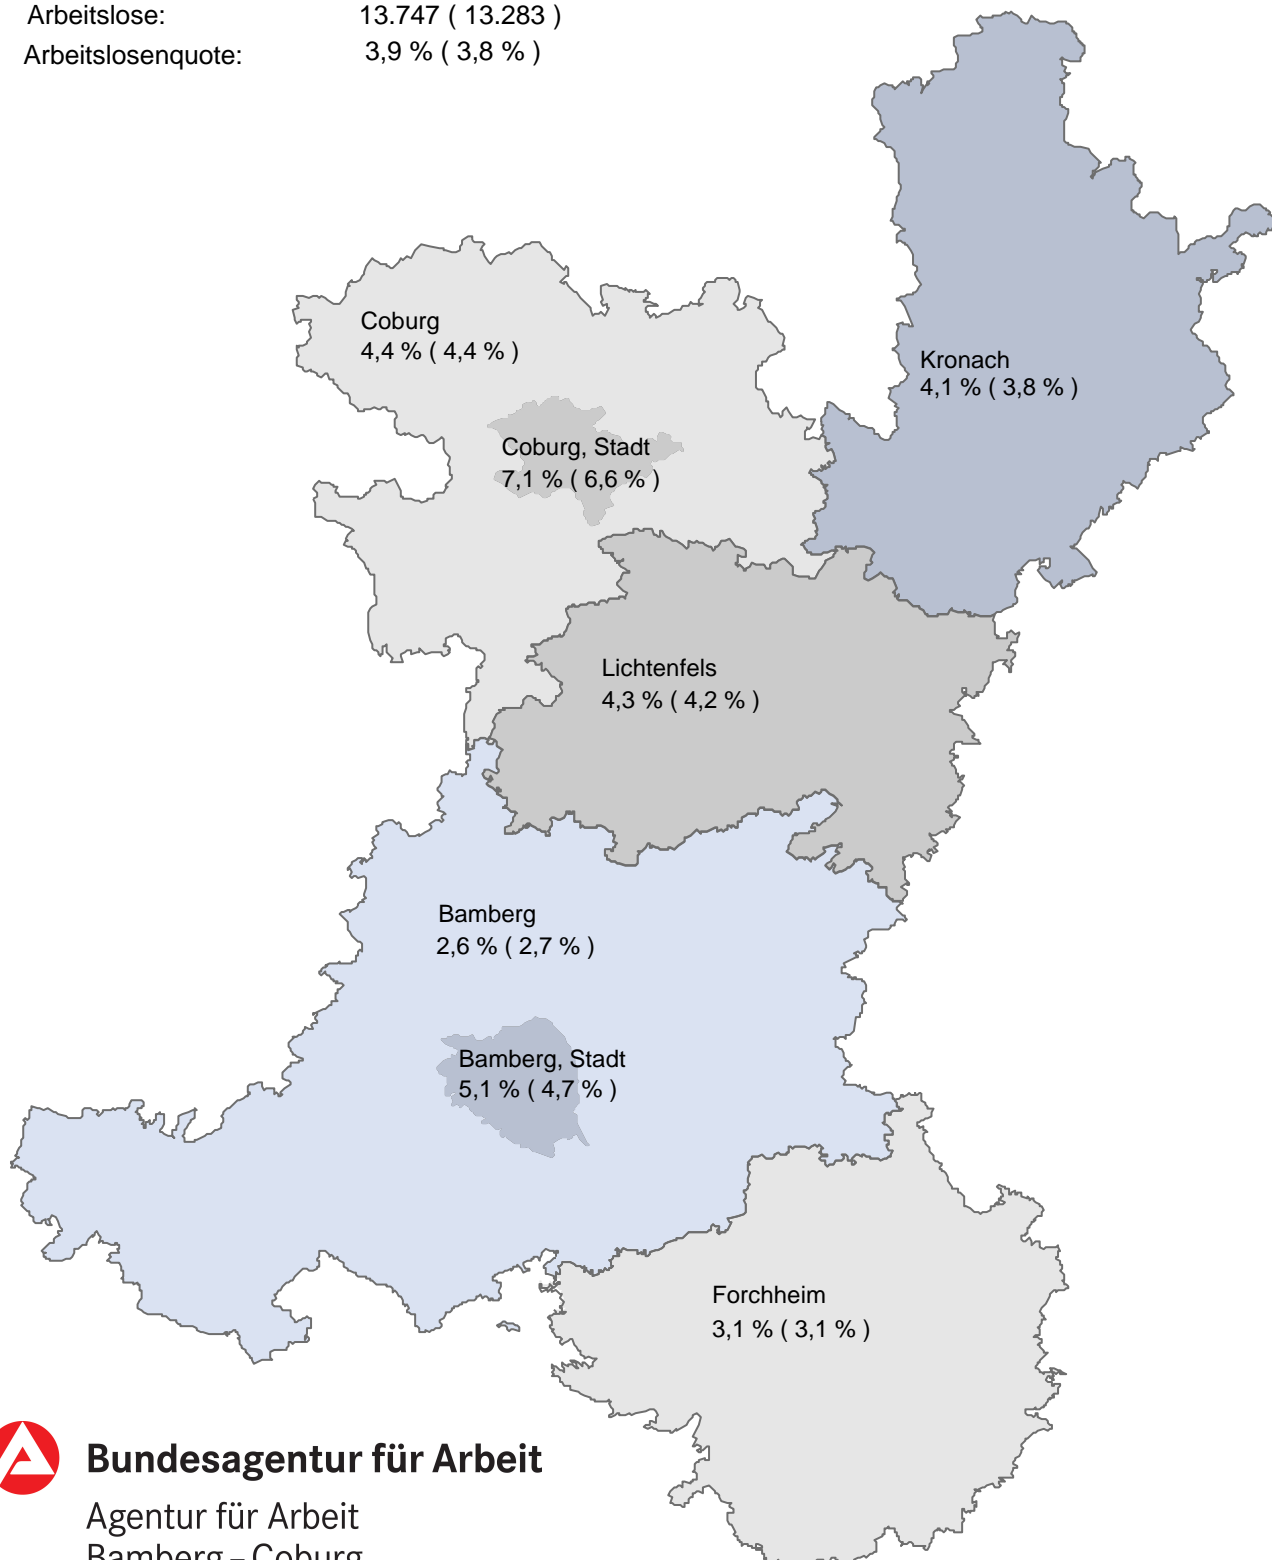 Arbeitslose: 13.747 ( 13.283 )
Arbeitslosenquote: 3,9 % ( 3,8 % )
Coburg
4,4 % ( 4,4 % )
Kronach
4,1 % ( 3,8 % )
Coburg, Stadt
7,1 % ( 6,6 % )
Lichtenfels
4,3 % ( 4,2 % )
Bamberg
2,6 % ( 2,7 % )
Bamberg, Stadt
5,1 % ( 4,7 % )
Forchheim
3,1 % ( 3,1 % )
Bundesagentur für Arbeit
Agentur für Arbeit
Bamberg – Coburg